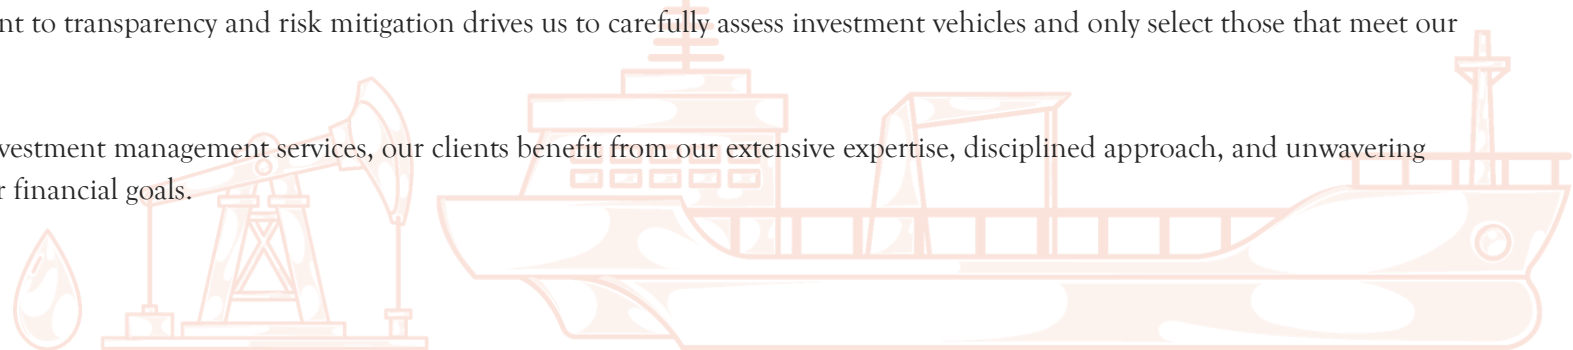 nt to transparency and risk mitigation drives us to carefully assess investment vehicles and only select those that meet our
vestment management services, our clients benefit from our extensive expertise, disciplined approach, and unwavering
r financial goals.